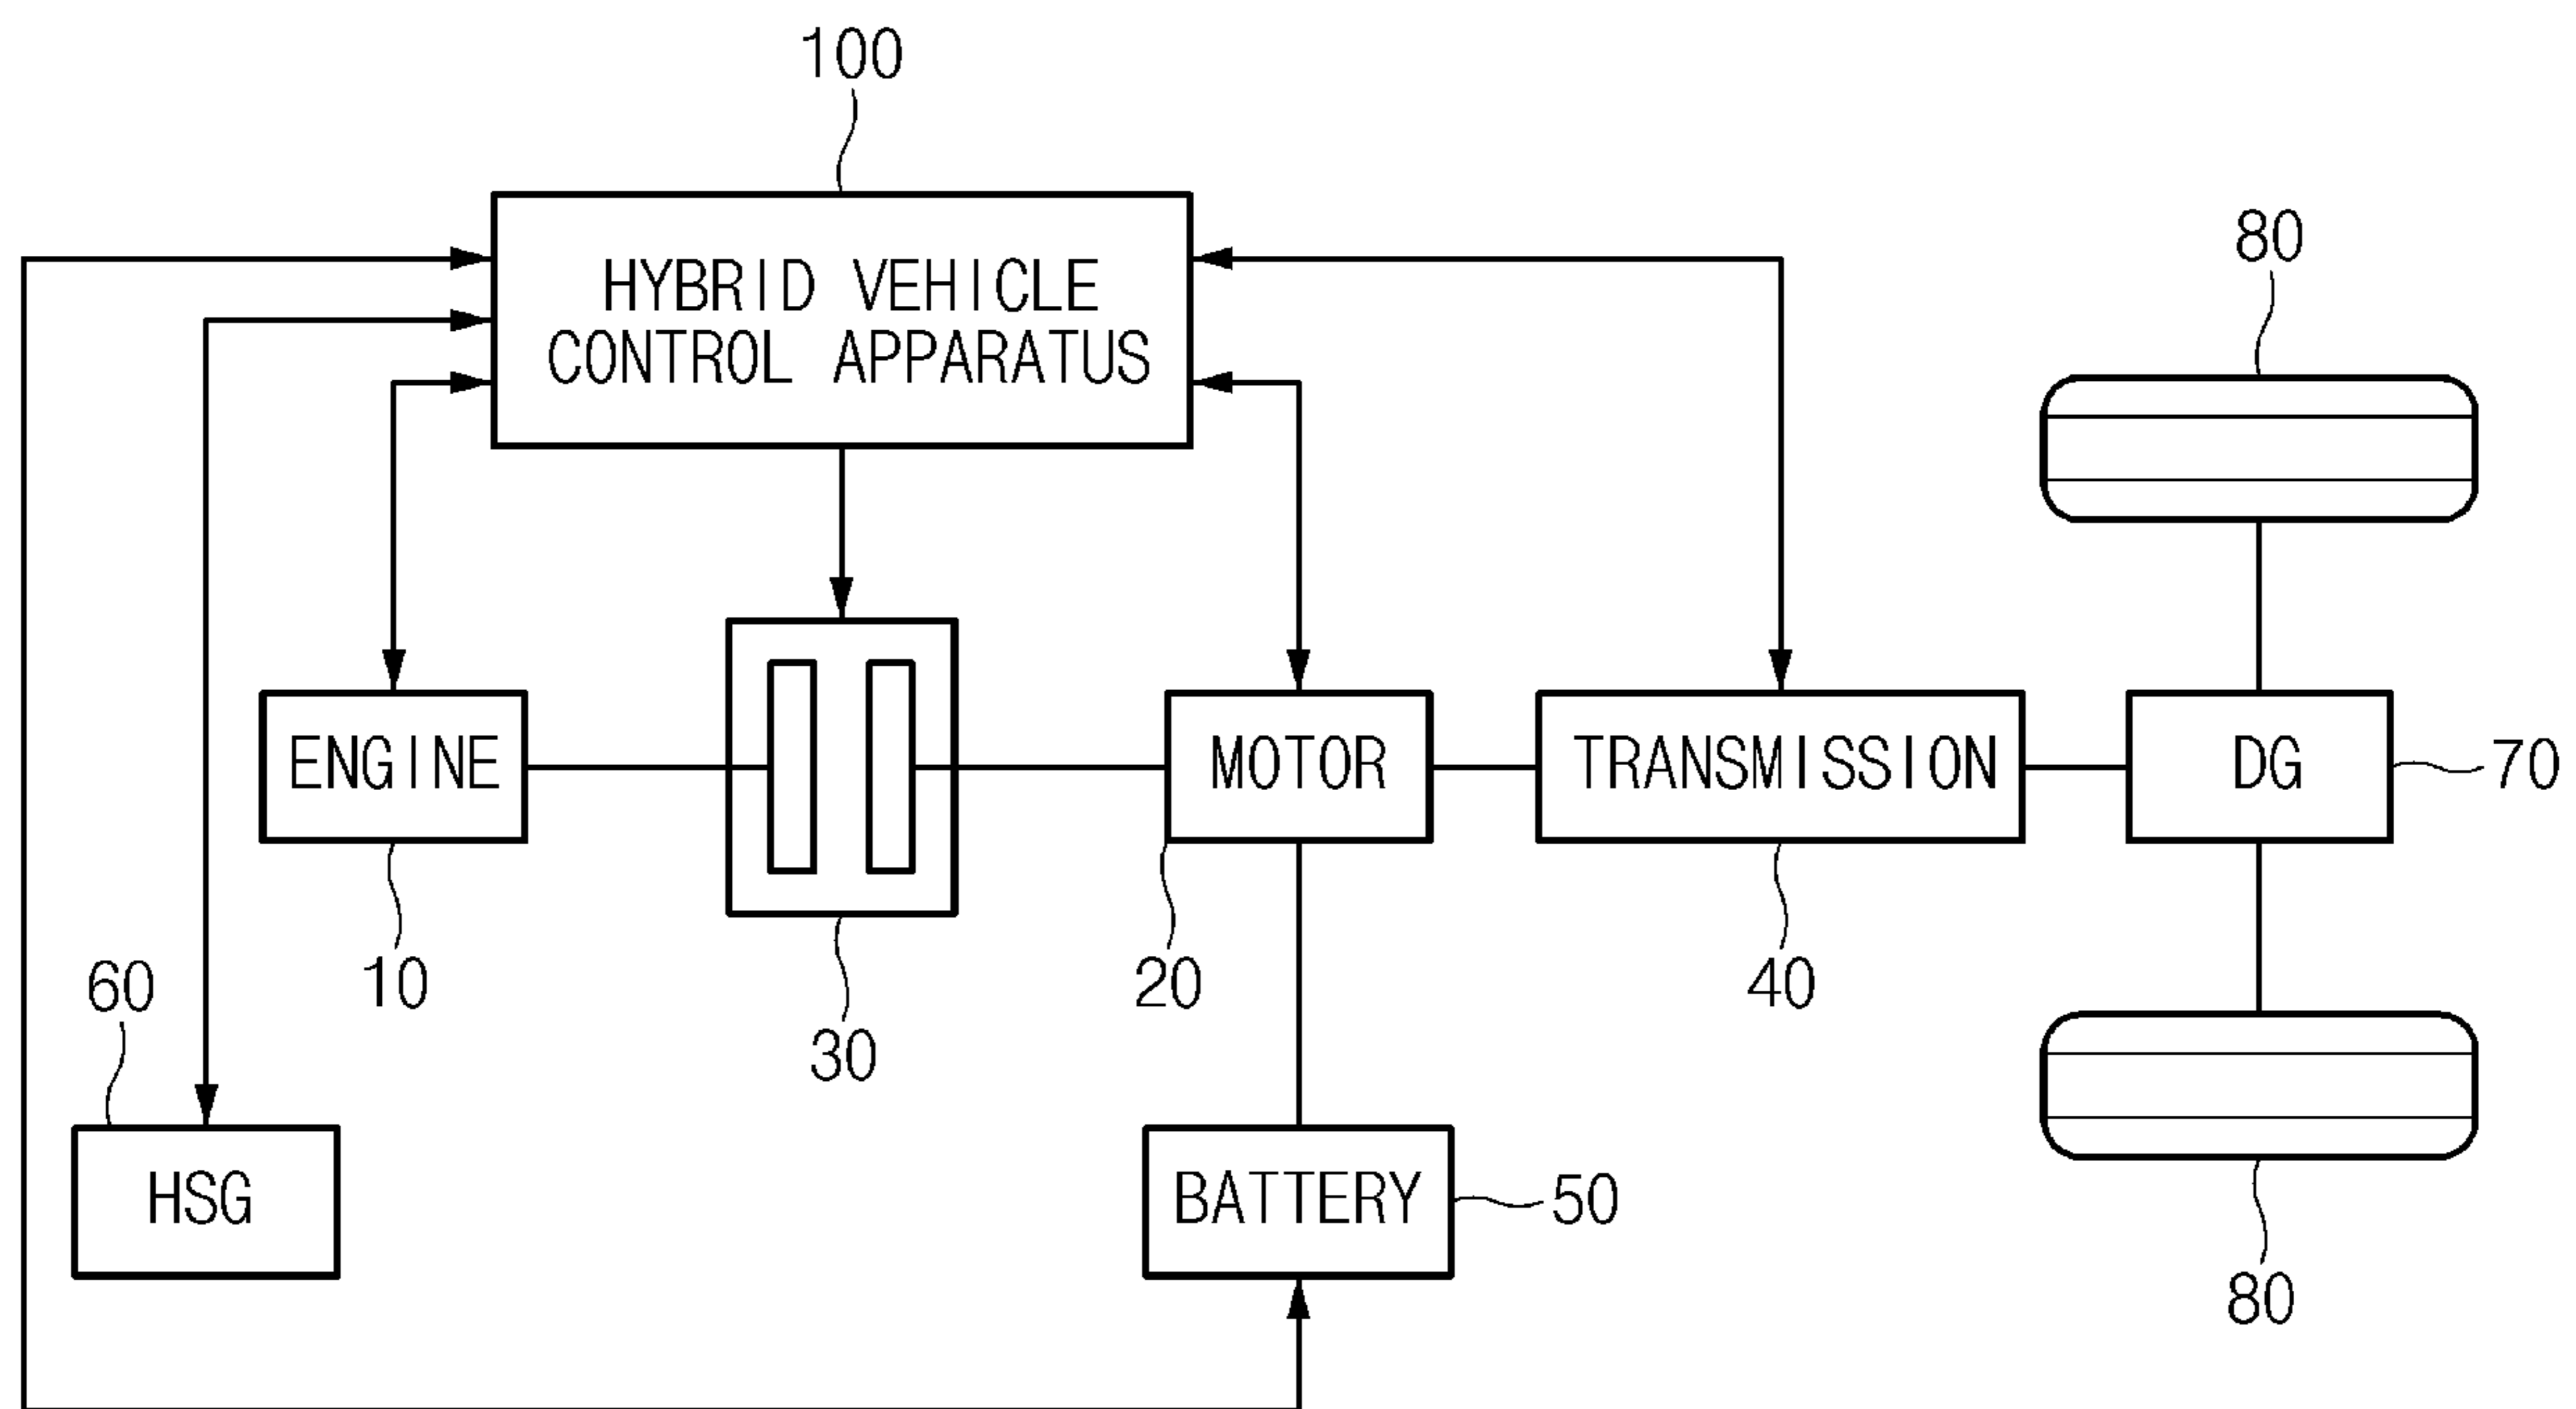 100
80
HYBRID VEHICLE
CONTROL APPARATUS
ENGINE
MOTOR
TRANSMISSION
DG
70
10
20
40
60
30
HSG
BATTERY
50
80